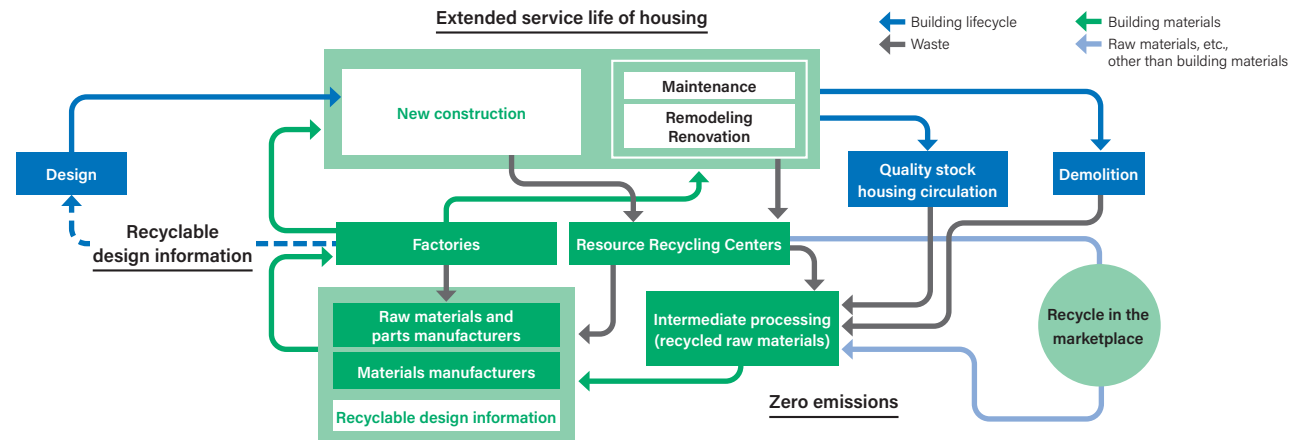 Extended service life of housing
Building lifecycle
Waste
Building materials
Raw materials, etc.,
other than building materials
New construction
Maintenance
Remodeling
Renovation
Design
Quality stock
housing circulation
Demolition
Recyclable
design information
Factories
Resource Recycling Centers
Raw materials and
parts manufacturers
Materials manufacturers
Recyclable design information
Intermediate processing
(recycled raw materials)
Recycle in the
marketplace
Zero emissions